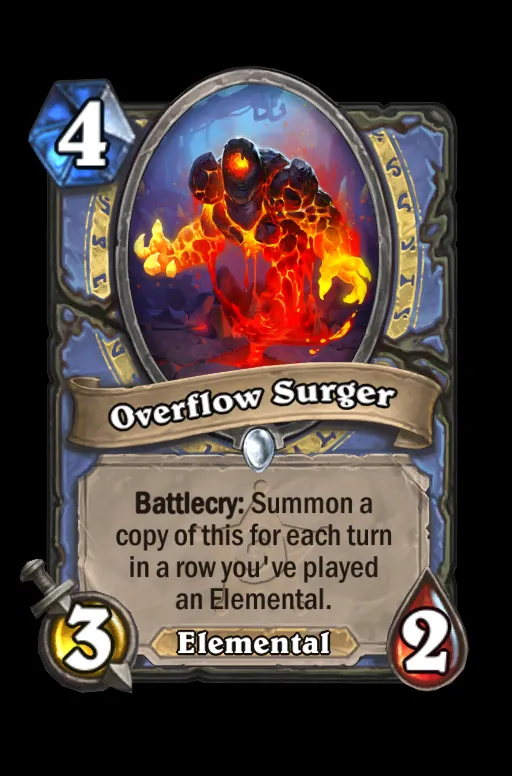 4
Overflow Surger
Battlecry: Summon a
copy of this for each turn
in a row you've played
an Elemental.
3
Elemental
2